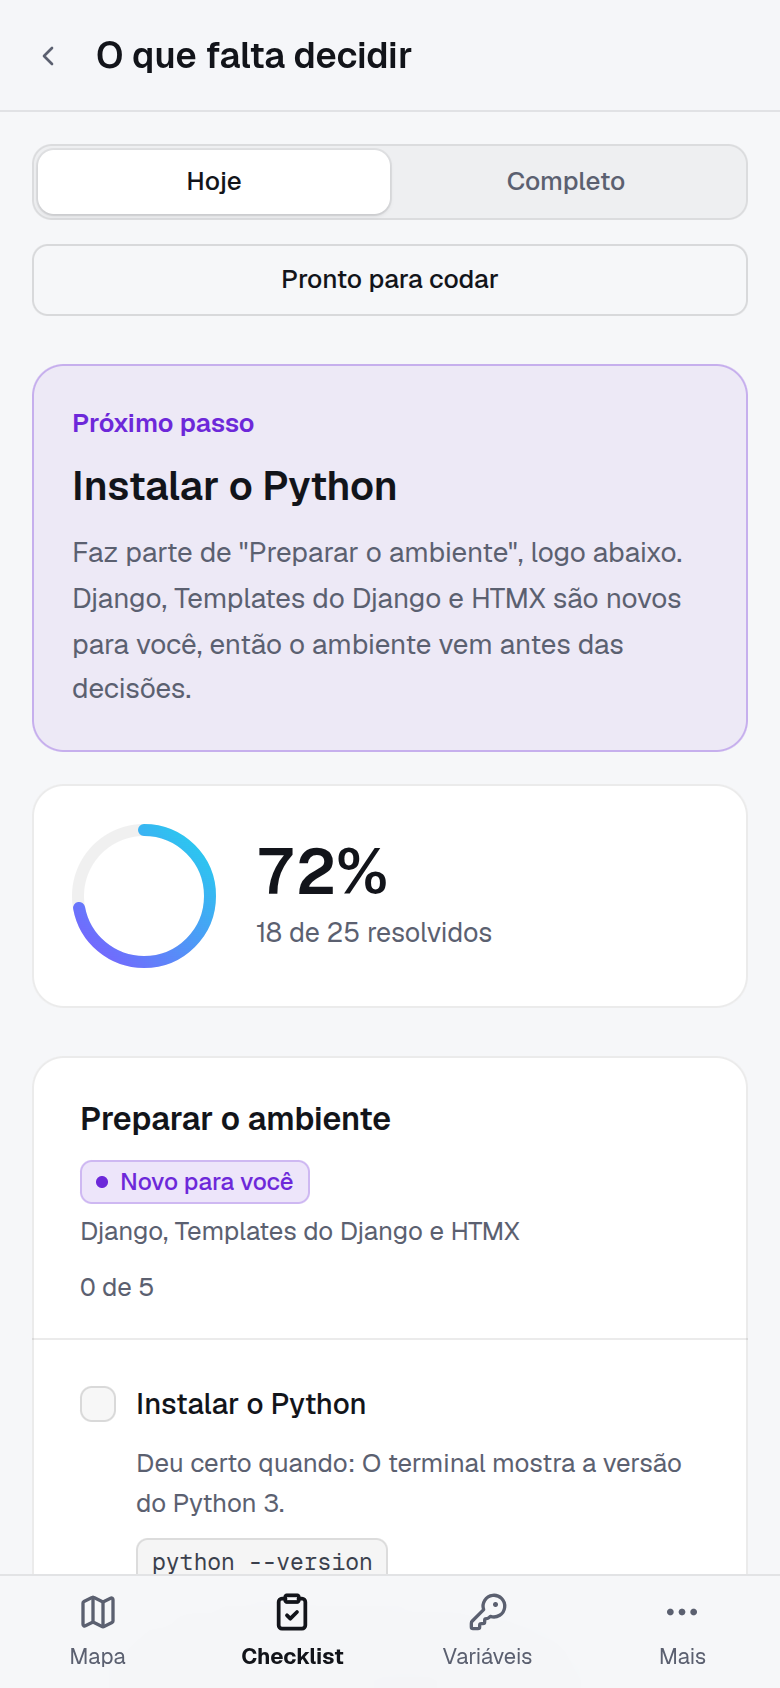 O que falta decidir
Hoje
Completo
Pronto para codar
Próximo passo
Instalar o Python
Faz parte de "Preparar o ambiente", logo abaixo.
Django, Templates do Django e HTMX são novos
para você, então o ambiente vem antes das
decisões.
72%
18 de 25 resolvidos
Preparar o ambiente
Novo para você
Django, Templates do Django e HTMX
0 de 5
Instalar o Python
Deu certo quando: O terminal mostra a versão
do Python 3.
python --version
Mapa
Checklist
Variáveis
Mais